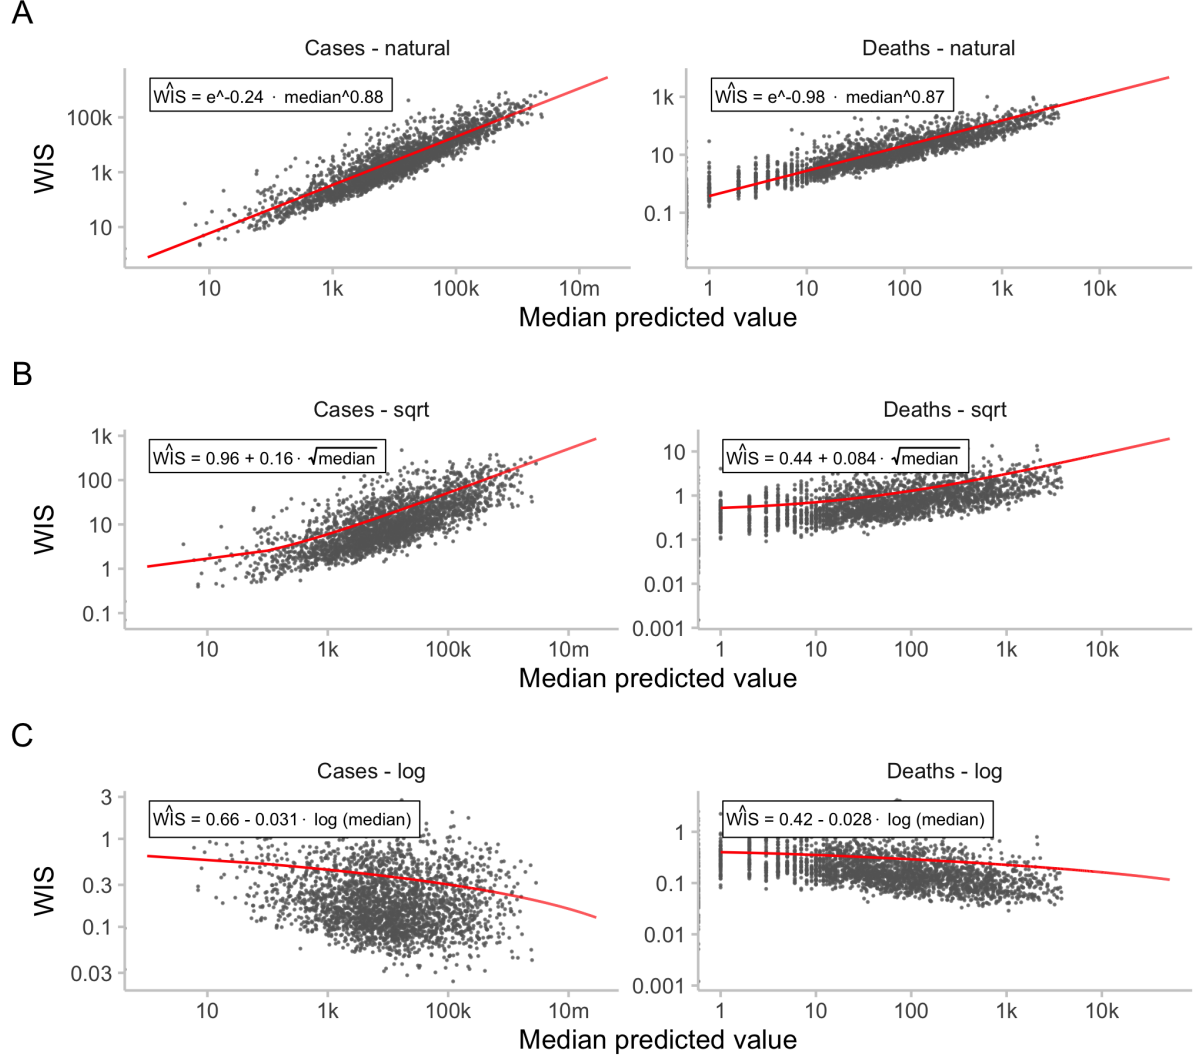 A
Cases - natural
Deaths - natural
WIS
100k
1k
10
ŴIS = e^-0.24 · median^0.88
10
1k
100k
10m
1k
10
0.1
ŴIS = e^-0.98 · median^0.87
1
10
100
1k
10k
Median predicted value
B
Cases - sqrt
Deaths - sqrt
WIS
1k
100
10
1
0.1
ŴIS = 0.96 + 0.16 · √median
10
1k
100k
10m
10
1
0.1
0.01
0.001
ŴIS = 0.44 + 0.084 · √median
1
10
100
1k
10k
Median predicted value
C
Cases - log
Deaths - log
WIS
3
1
0.3
0.1
0.03
ŴIS = 0.66 - 0.031 · log (median)
10
1k
100k
10m
1
0.1
0.01
0.001
ŴIS = 0.42 - 0.028 · log (median)
1
10
100
1k
10k
Median predicted value